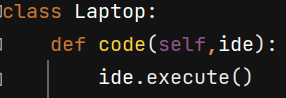 class Laptop:
    def code(self,ide):
        ide.execute()